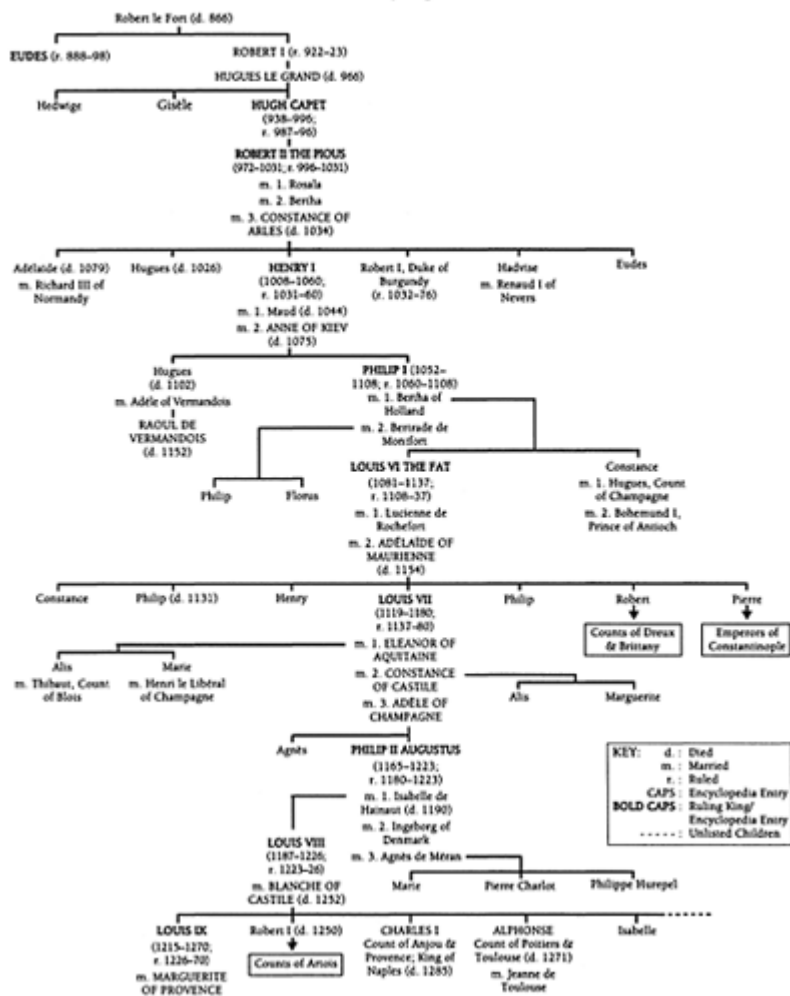 Robert le Fort (d. 866)
EUDES (r. 888–98)
ROBERT I (r. 922–23)
HUGUES LE GRAND (d. 966)
Hedwige
Gisèle
HUGH CAPET
(938–996;
r. 987–96)
ROBERT II THE PIOUS
(972–1031; r. 996–1031)
m. 1. Rosala
m. 2. Bertha
m. 3. CONSTANCE OF
ARLES (d. 1034)
Adélaïde (d. 1079)
m. Richard III of
Normandy
Hugues (d. 1026)
HENRY I
(1008–1060;
r. 1031–60)
m. 1. Maud (d. 1044)
m. 2. ANNE OF KIEV
(d. 1075)
Robert I, Duke of
Burgundy
(r. 1032–76)
Hadvise
m. Renaud I of
Nevers
Eudes
Hugues
(d. 1102)
m. Adèle of Vermandois
RAOUL DE
VERMANDOIS
(d. 1152)
PHILIP I (1052–
1108; r. 1060–1108)
m. 1. Bertha of
Holland
m. 2. Bertrade de
Montfort
Philip
Florus
LOUIS VI THE FAT
(1081–1137;
r. 1108–37)
m. 1. Lucienne de
Rochefort
m. 2. ADÉLAÏDE OF
MAURIENNE
(d. 1154)
Constance
m. 1. Hugues, Count
of Champagne
m. 2. Bohemund I,
Prince of Antioch
Constance
Philip (d. 1131)
Henry
LOUIS VII
(1119–1180;
r. 1137–80)
m. 1. ELEANOR OF
AQUITAINE
m. 2. CONSTANCE
OF CASTILE
m. 3. ADÈLE OF
CHAMPAGNE
Philip
Robert
Counts of Dreux
& Brittany
Pierre
Emperors of
Constantinople
Alis
m. Thibaut, Count
of Blois
Marie
m. Henri le Libéral
of Champagne
Alis
Marguerite
Agnès
PHILIP II AUGUSTUS
(1165–1223;
r. 1180–1223)
m. 1. Isabelle de
Hainaut (d. 1190)
m. 2. Ingeborg of
Denmark
m. 3. Agnès de Méran
KEY: d. : Died
m. : Married
r. : Ruled
CAPS : Encyclopedia Entry
BOLD CAPS : Ruling King/
Encyclopedia Entry
- - - - - : Unlisted Children
LOUIS VIII
(1187–1226;
r. 1223–26)
m. BLANCHE OF
CASTILE (d. 1252)
Marie
Pierre Charlot
Philippe Hurepel
LOUIS IX
(1215–1270;
r. 1226–70)
m. MARGUERITE
OF PROVENCE
Robert I (d. 1250)
Counts of Artois
CHARLES I
Count of Anjou &
Provence; King of
Naples (d. 1285)
ALPHONSE
Count of Poitiers &
Toulouse (d. 1271)
m. Jeanne de
Toulouse
Isabelle